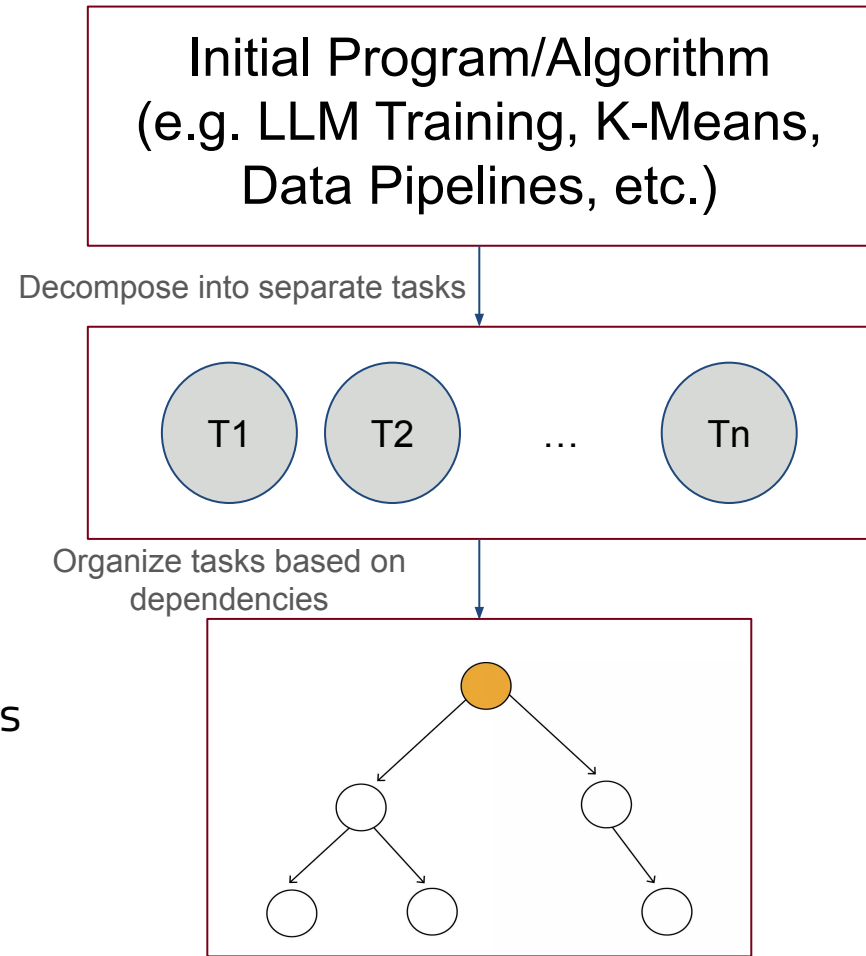 Initial Program/Algorithm
(e.g. LLM Training, K-Means,
Data Pipelines, etc.)
Decompose into separate tasks
T1 T2 ... Tn
Organize tasks based on
dependencies
s